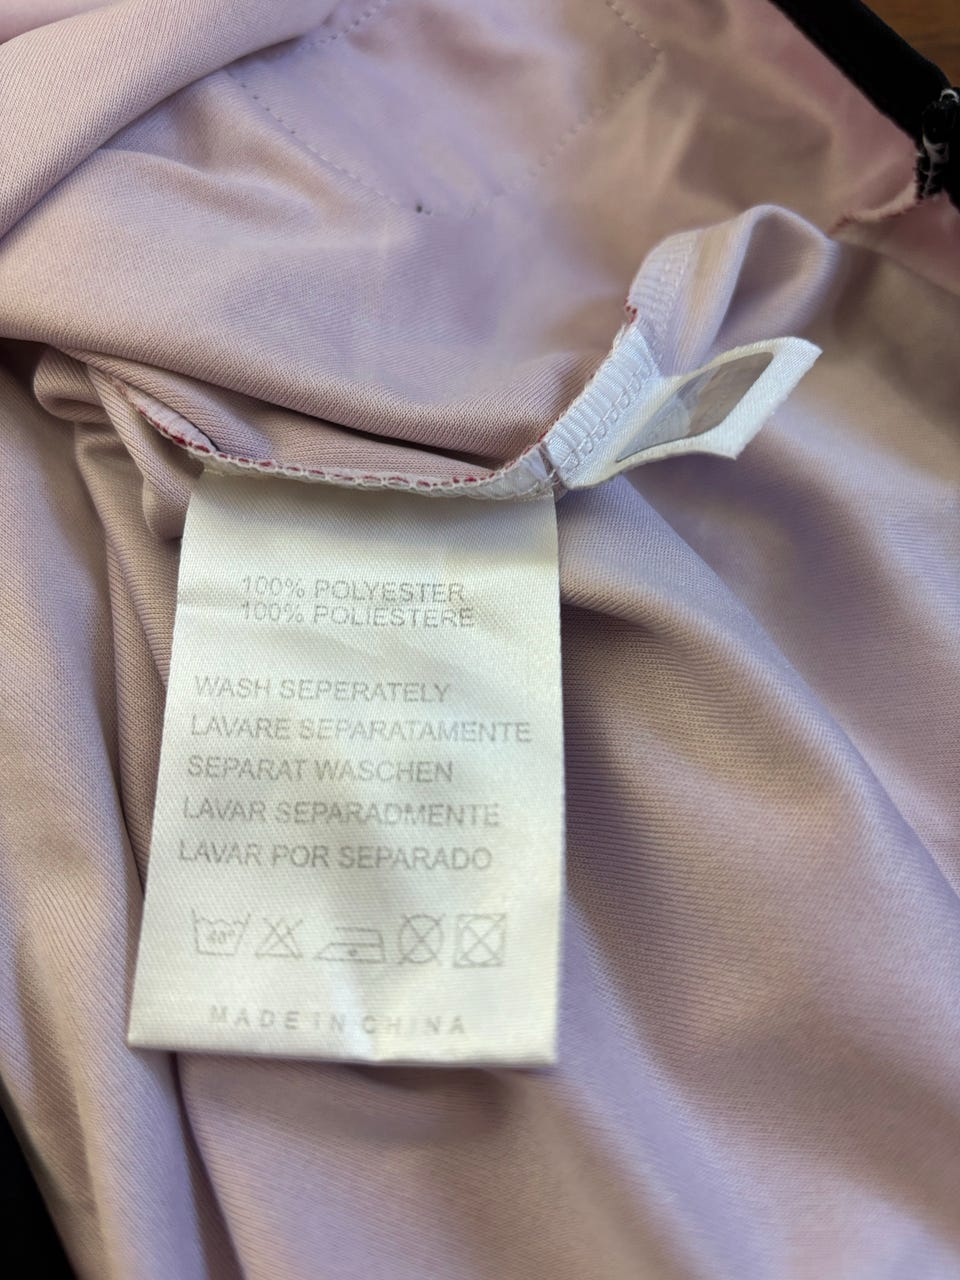 100% POLYESTER
100% POLIESTERE
WASH SEPERATELY
LAVARE SEPARATAMENTE
SEPARAT WASCHEN
LAVAR SEPARADMENTE
LAVAR POR SEPARADO
40°
MADE IN CHINA